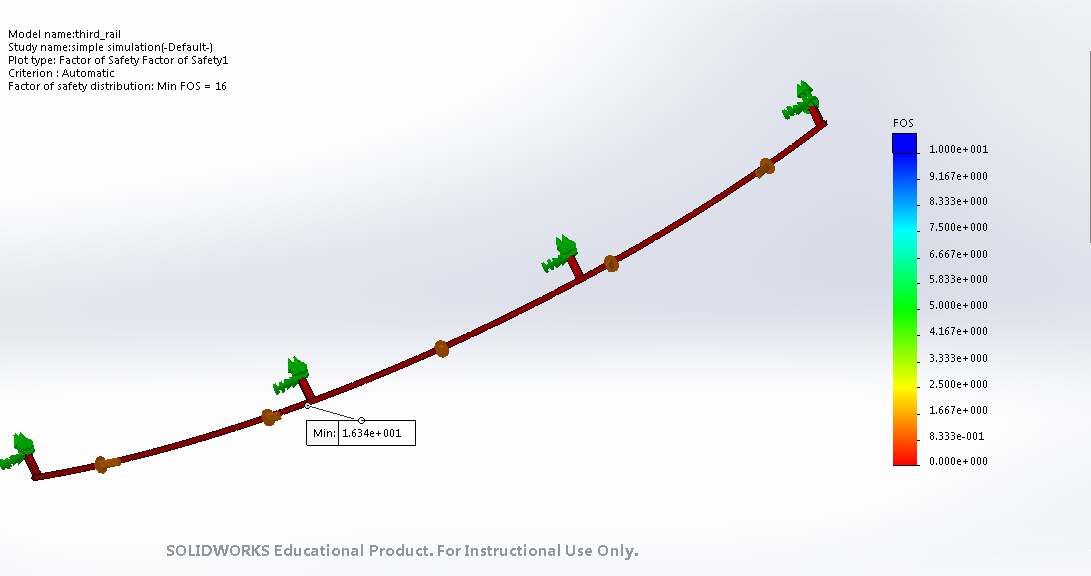 Model name:third_rail
Study name:simple simulation(-Default-)
Plot type: Factor of Safety Factor of Safety1
Criterion : Automatic
Factor of safety distribution: Min FOS = 16
FOS
1.000e+001
9.167e+000
8.333e+000
7.500e+000
6.667e+000
5.833e+000
5.000e+000
4.167e+000
3.333e+000
2.500e+000
1.667e+000
8.333e-001
0.000e+000
Min: 1.634e+001
SOLIDWORKS Educational Product. For Instructional Use Only.